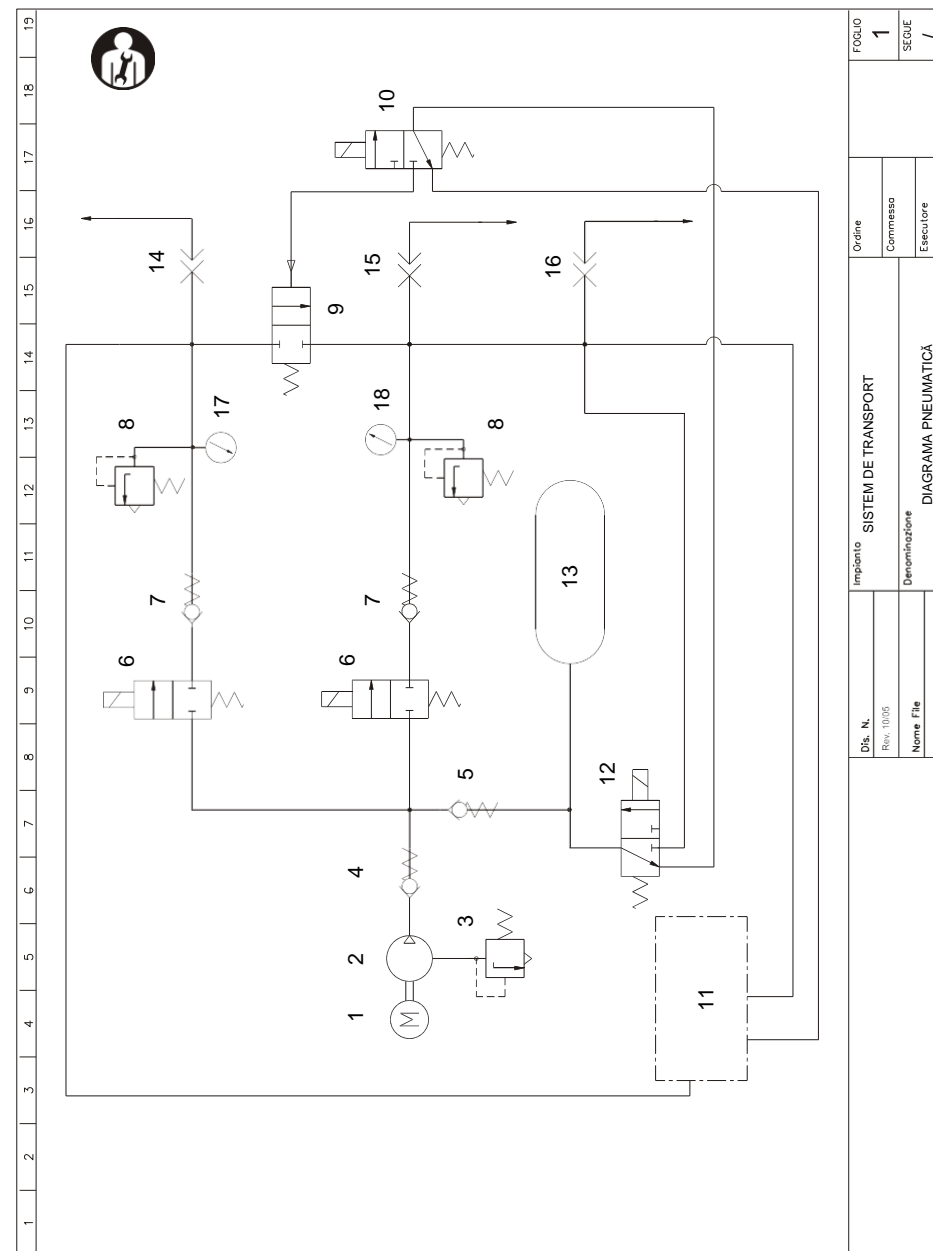 1 2 3 4 5 6 7 8 9 10 11 12 13 14 15 16 17 18 19
6 8
7 14
17
9
6
1 2 4 7 18 15 10
M
3 5 8
16
13
12
11
Dis. N.
Rev. 10/05
Nome File
Impianto
SISTEM DE TRANSPORT
Denominazione
DIAGRAMA PNEUMATICĂ
Ordine
Commessa
Esecutore
FOGLIO
1
SEGUE
/